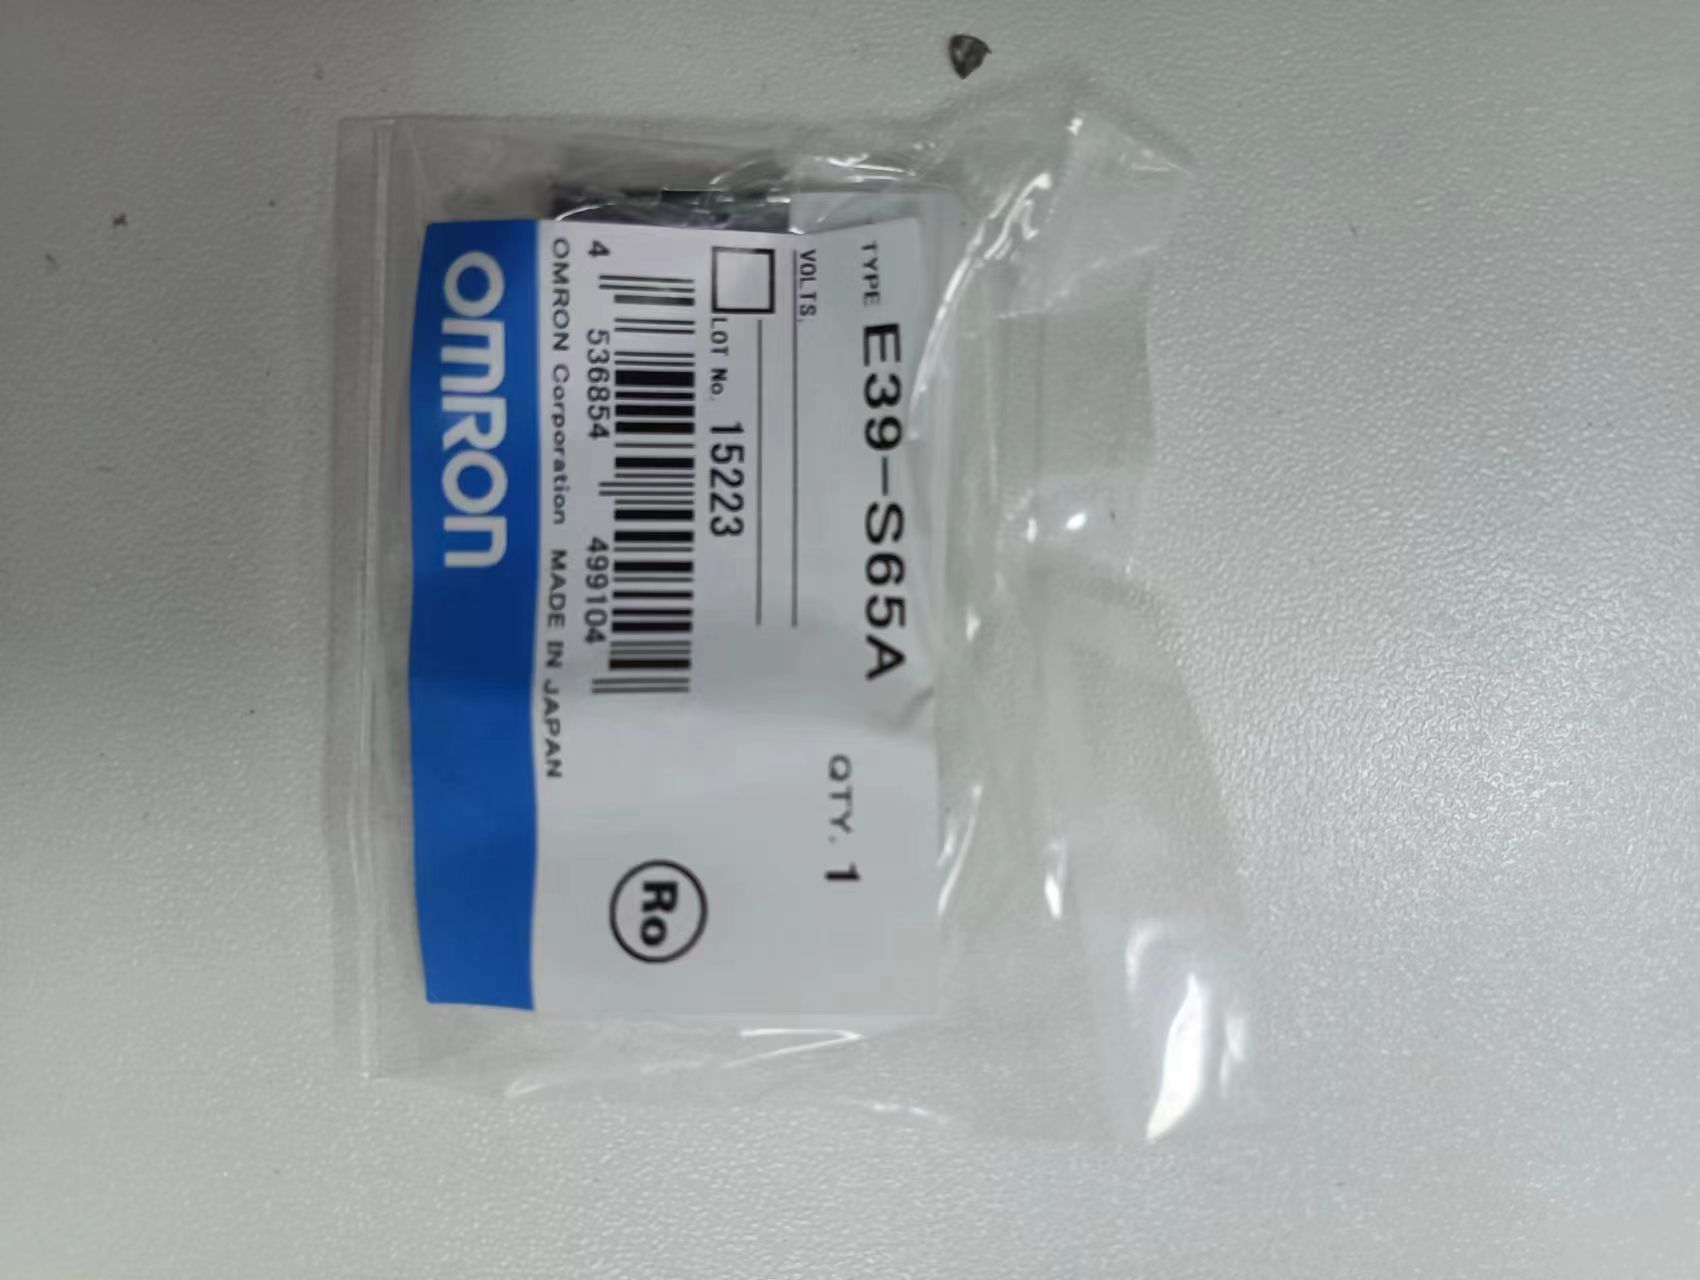 TYPE E39-S65A
QTY. 1
VOLTS.
LOT No. 15223
4 536854 499104
Ro
OMRON Corporation MADE IN JAPAN
OMRON